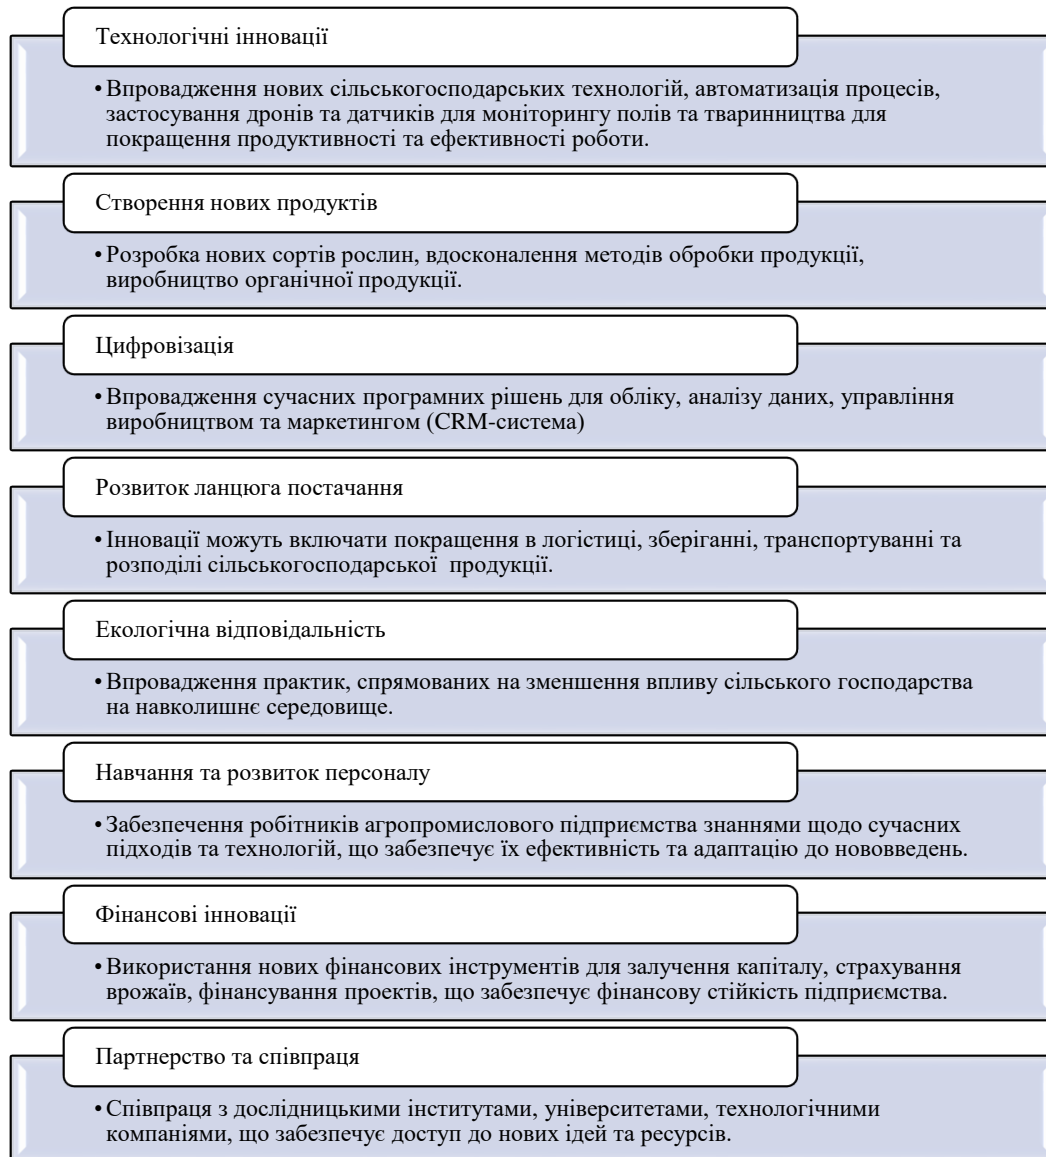 Технологічні інновації
• Впровадження нових сільськогосподарських технологій, автоматизація процесів,
застосування дронів та датчиків для моніторингу полів та тваринництва для
покращення продуктивності та ефективності роботи.
Створення нових продуктів
• Розробка нових сортів рослин, вдосконалення методів обробки продукції,
виробництво органічної продукції.
Цифровізація
• Впровадження сучасних програмних рішень для обліку, аналізу даних, управління
виробництвом та маркетингом (CRM-система)
Розвиток ланцюга постачання
• Інновації можуть включати покращення в логістиці, зберіганні, транспортуванні та
розподілі сільськогосподарської продукції.
Екологічна відповідальність
• Впровадження практик, спрямованих на зменшення впливу сільського господарства
на навколишнє середовище.
Навчання та розвиток персоналу
• Забезпечення робітників агропромислового підприємства знаннями щодо сучасних
підходів та технологій, що забезпечує їх ефективність та адаптацію до нововведень.
Фінансові інновації
• Використання нових фінансових інструментів для залучення капіталу, страхування
врожаїв, фінансування проектів, що забезпечує фінансову стійкість підприємства.
Партнерство та співпраця
• Співпраця з дослідницькими інститутами, університетами, технологічними
компаніями, що забезпечує доступ до нових ідей та ресурсів.